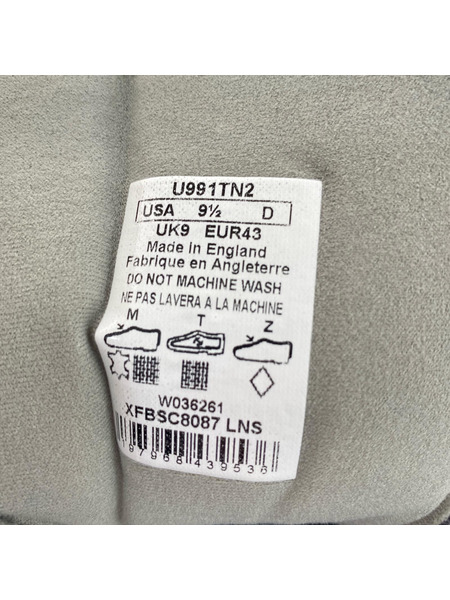 U991TN2
USA 9½ D
UK9 EUR43
Made in England
Fabrique en Angleterre
DO NOT MACHINE WASH
NE PAS LAVERA A LA MACHINE
M T Z
W036261
XFBSC8087 LNS
197968439536